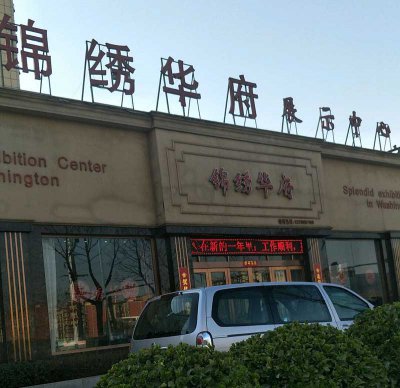 锦绣华府展示中心
bition Center
hington
锦绣华府
Splendid exhibiti
in Washin
在新的一年里：工作顺利，